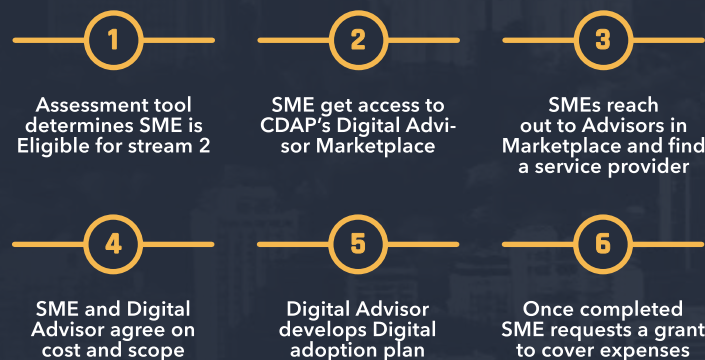 1
Assessment tool
determines SME is
Eligible for stream 2
2
SME get access to
CDAP's Digital Advi-
sor Marketplace
3
SMEs reach
out to Advisors in
Marketplace and find
a service provider
4
SME and Digital
Advisor agree on
cost and scope
5
Digital Advisor
develops Digital
adoption plan
6
Once completed
SME requests a grant
to cover expenses